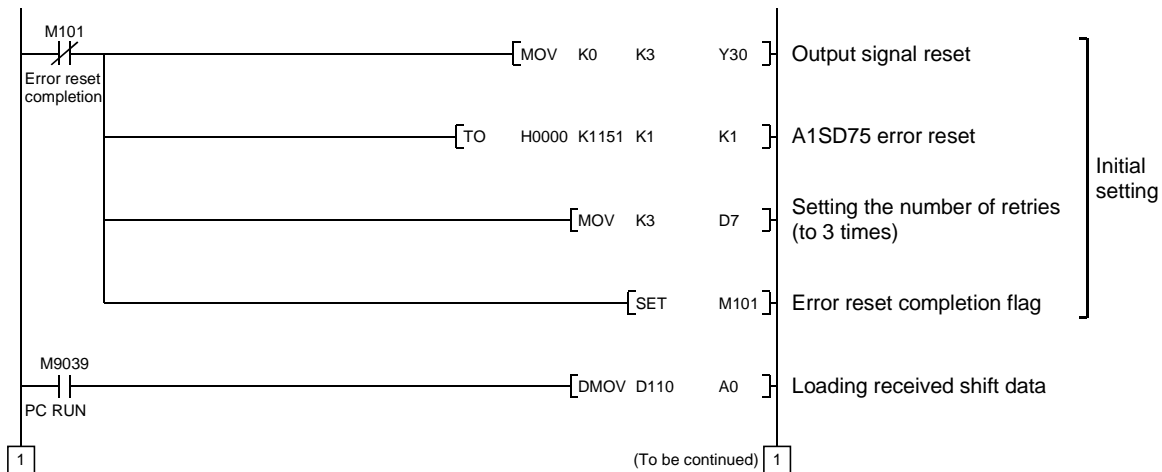 M101
Error reset
completion
MOV K0 K3 Y30 Output signal reset
TO H0000 K1151 K1 K1 A1SD75 error reset
MOV K3 D7 Setting the number of retries
(to 3 times)
SET M101 Error reset completion flag
Initial
setting
M9039
PC RUN
DMOV D110 A0 Loading received shift data
1 (To be continued) 1